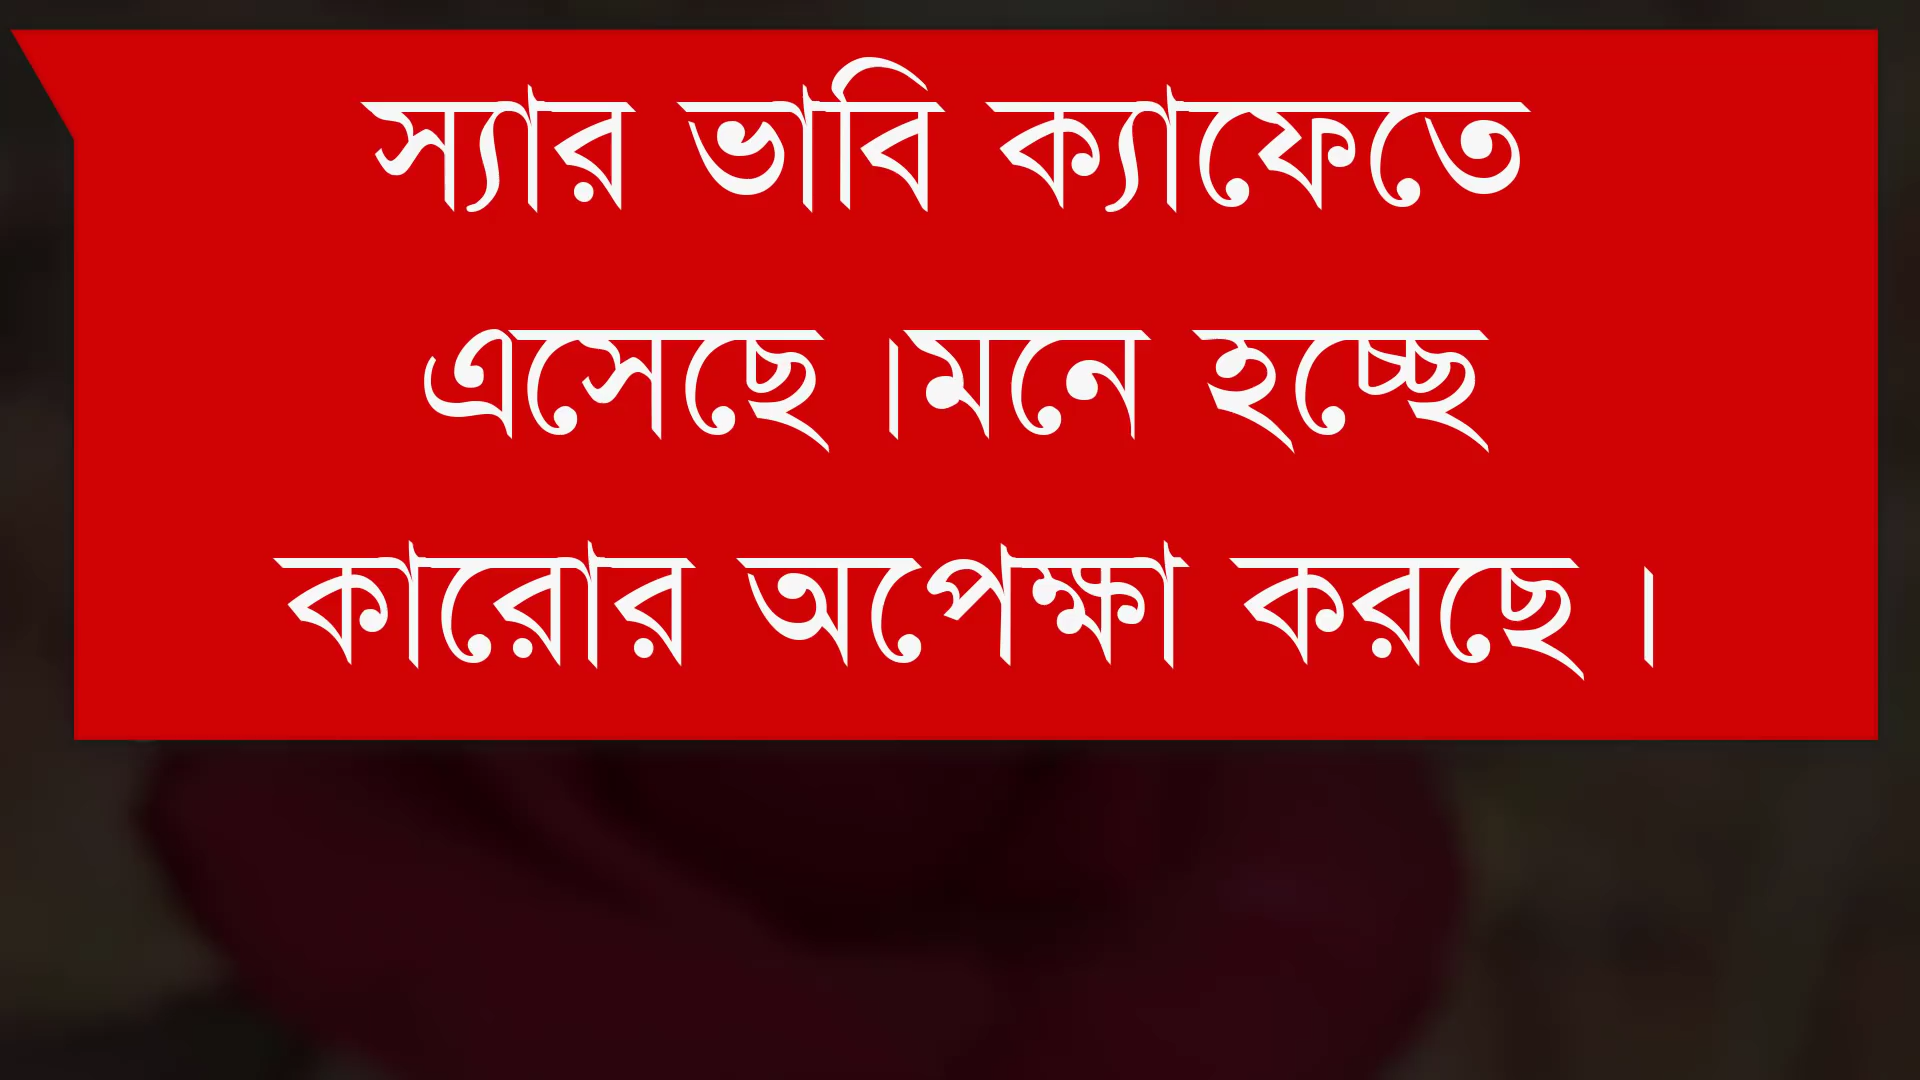 স্যার ভাবি ক্যাফেতে
এসেছে।মনে হচ্ছে
কারোর অপেক্ষা করছে ।